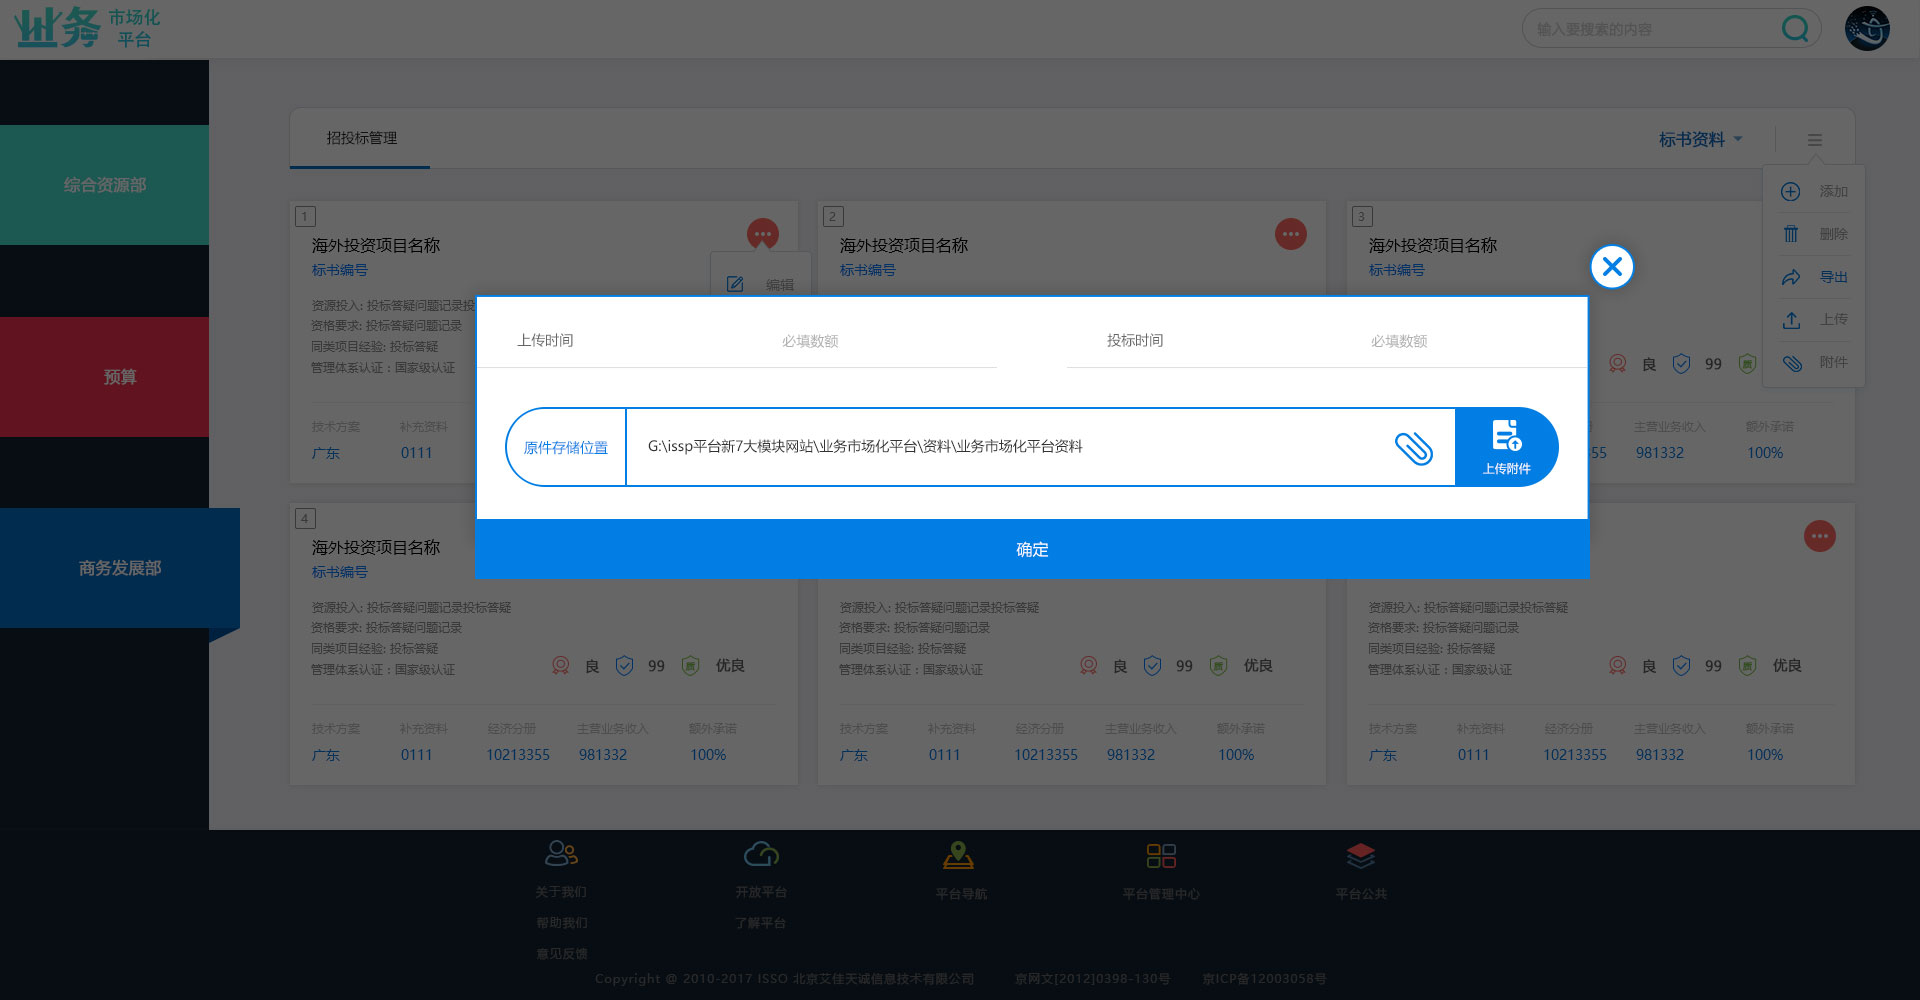 业务 市场化
平台
输入要搜索的内容
招投标管理
标书资料
综合资源部
预算
商务发展部
添加
删除
导出
上传
附件
1
海外投资项目名称
标书编号
编辑
资源投入: 投标答疑问题记录投
资格要求: 投标答疑问题记录
同类项目经验: 投标答疑
管理体系认证 : 国家级认证
技术方案 补充资料
广东 0111
2
海外投资项目名称
标书编号
3
海外投资项目名称
标书编号
良 99
主营业务收入 额外承诺
55 981332 100%
上传时间 必填数额 投标时间 必填数额
原件存储位置 G:\issp平台新7大模块网站\业务市场化平台\资料\业务市场化平台资料 上传附件
确定
4
海外投资项目名称
标书编号
资源投入: 投标答疑问题记录投标答疑
资格要求: 投标答疑问题记录
同类项目经验: 投标答疑
管理体系认证 : 国家级认证
良 99 优良
技术方案 补充资料 经济分册 主营业务收入 额外承诺
广东 0111 10213355 981332 100%
资源投入: 投标答疑问题记录投标答疑
资格要求: 投标答疑问题记录
同类项目经验: 投标答疑
管理体系认证 : 国家级认证
良 99 优良
技术方案 补充资料 经济分册 主营业务收入 额外承诺
广东 0111 10213355 981332 100%
资源投入: 投标答疑问题记录投标答疑
资格要求: 投标答疑问题记录
同类项目经验: 投标答疑
管理体系认证 : 国家级认证
良 99 优良
技术方案 补充资料 经济分册 主营业务收入 额外承诺
广东 0111 10213355 981332 100%
关于我们 开放平台 平台导航 平台管理中心 平台公共
帮助我们 了解平台
意见反馈
Copyright @ 2010-2017 ISSO 北京艾佳天诚信息技术有限公司 京网文[2012]0398-130号 京ICP备12003058号